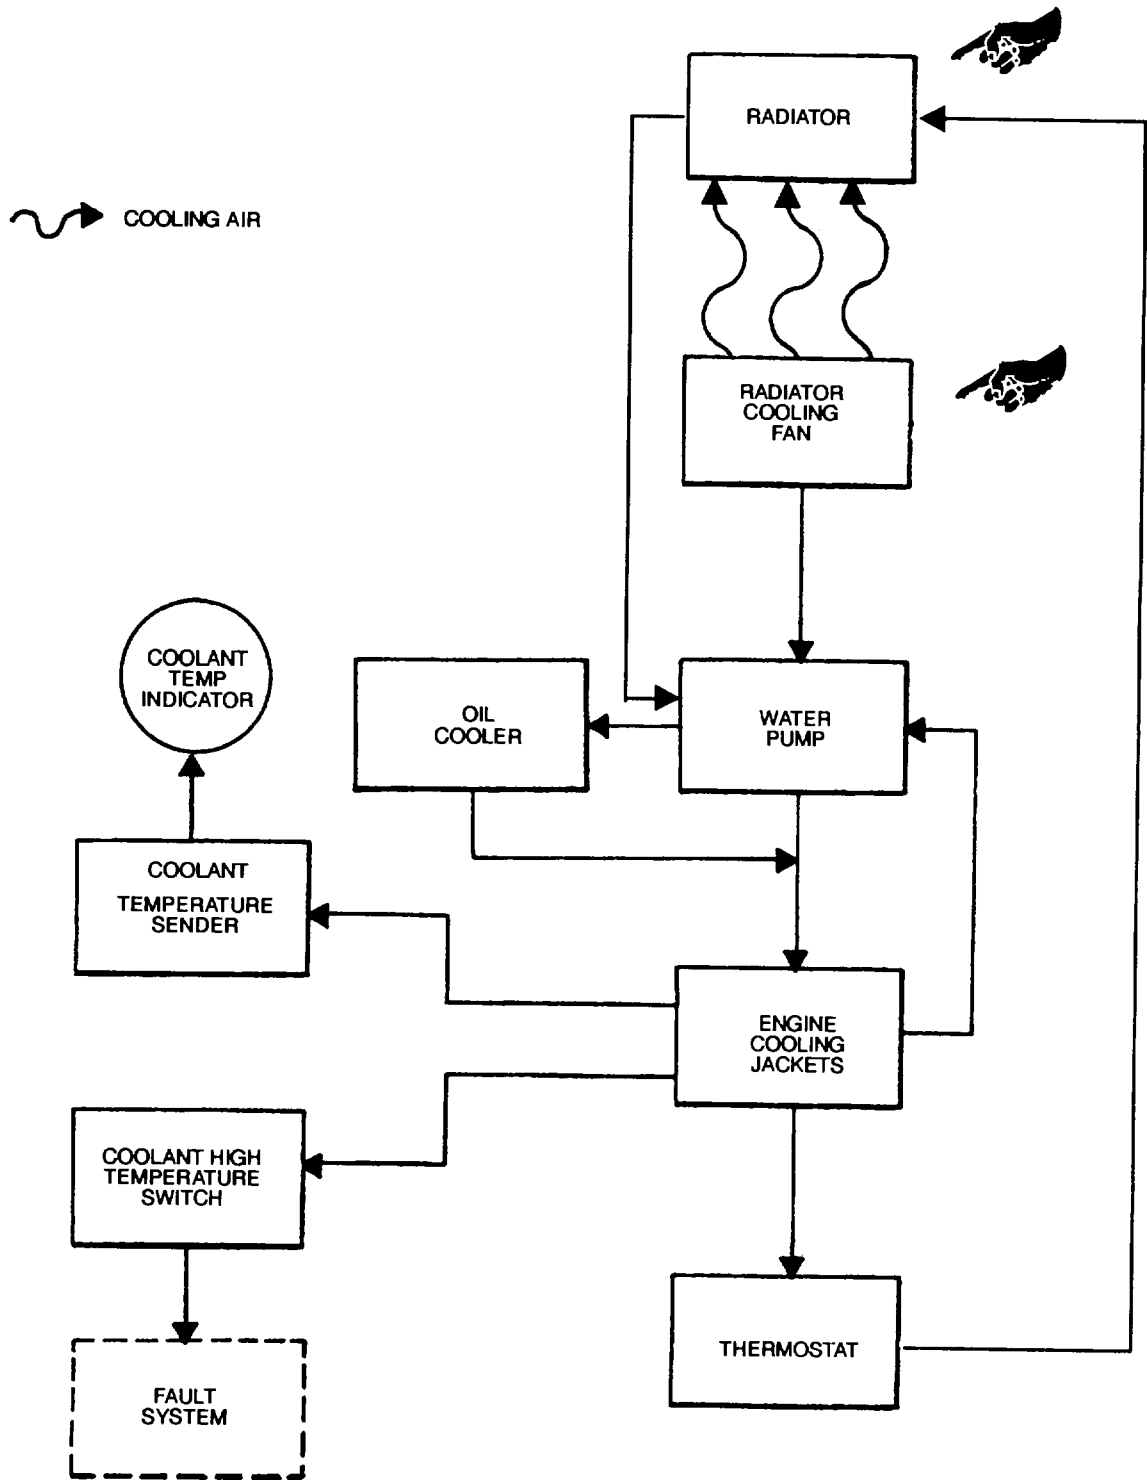 RADIATOR
COOLING AIR
RADIATOR
COOLING
FAN
COOLANT
TEMP
INDICATOR
OIL
COOLER
WATER
PUMP
COOLANT
TEMPERATURE
SENDER
ENGINE
COOLING
JACKETS
COOLANT HIGH
TEMPERATURE
SWITCH
THERMOSTAT
FAULT
SYSTEM